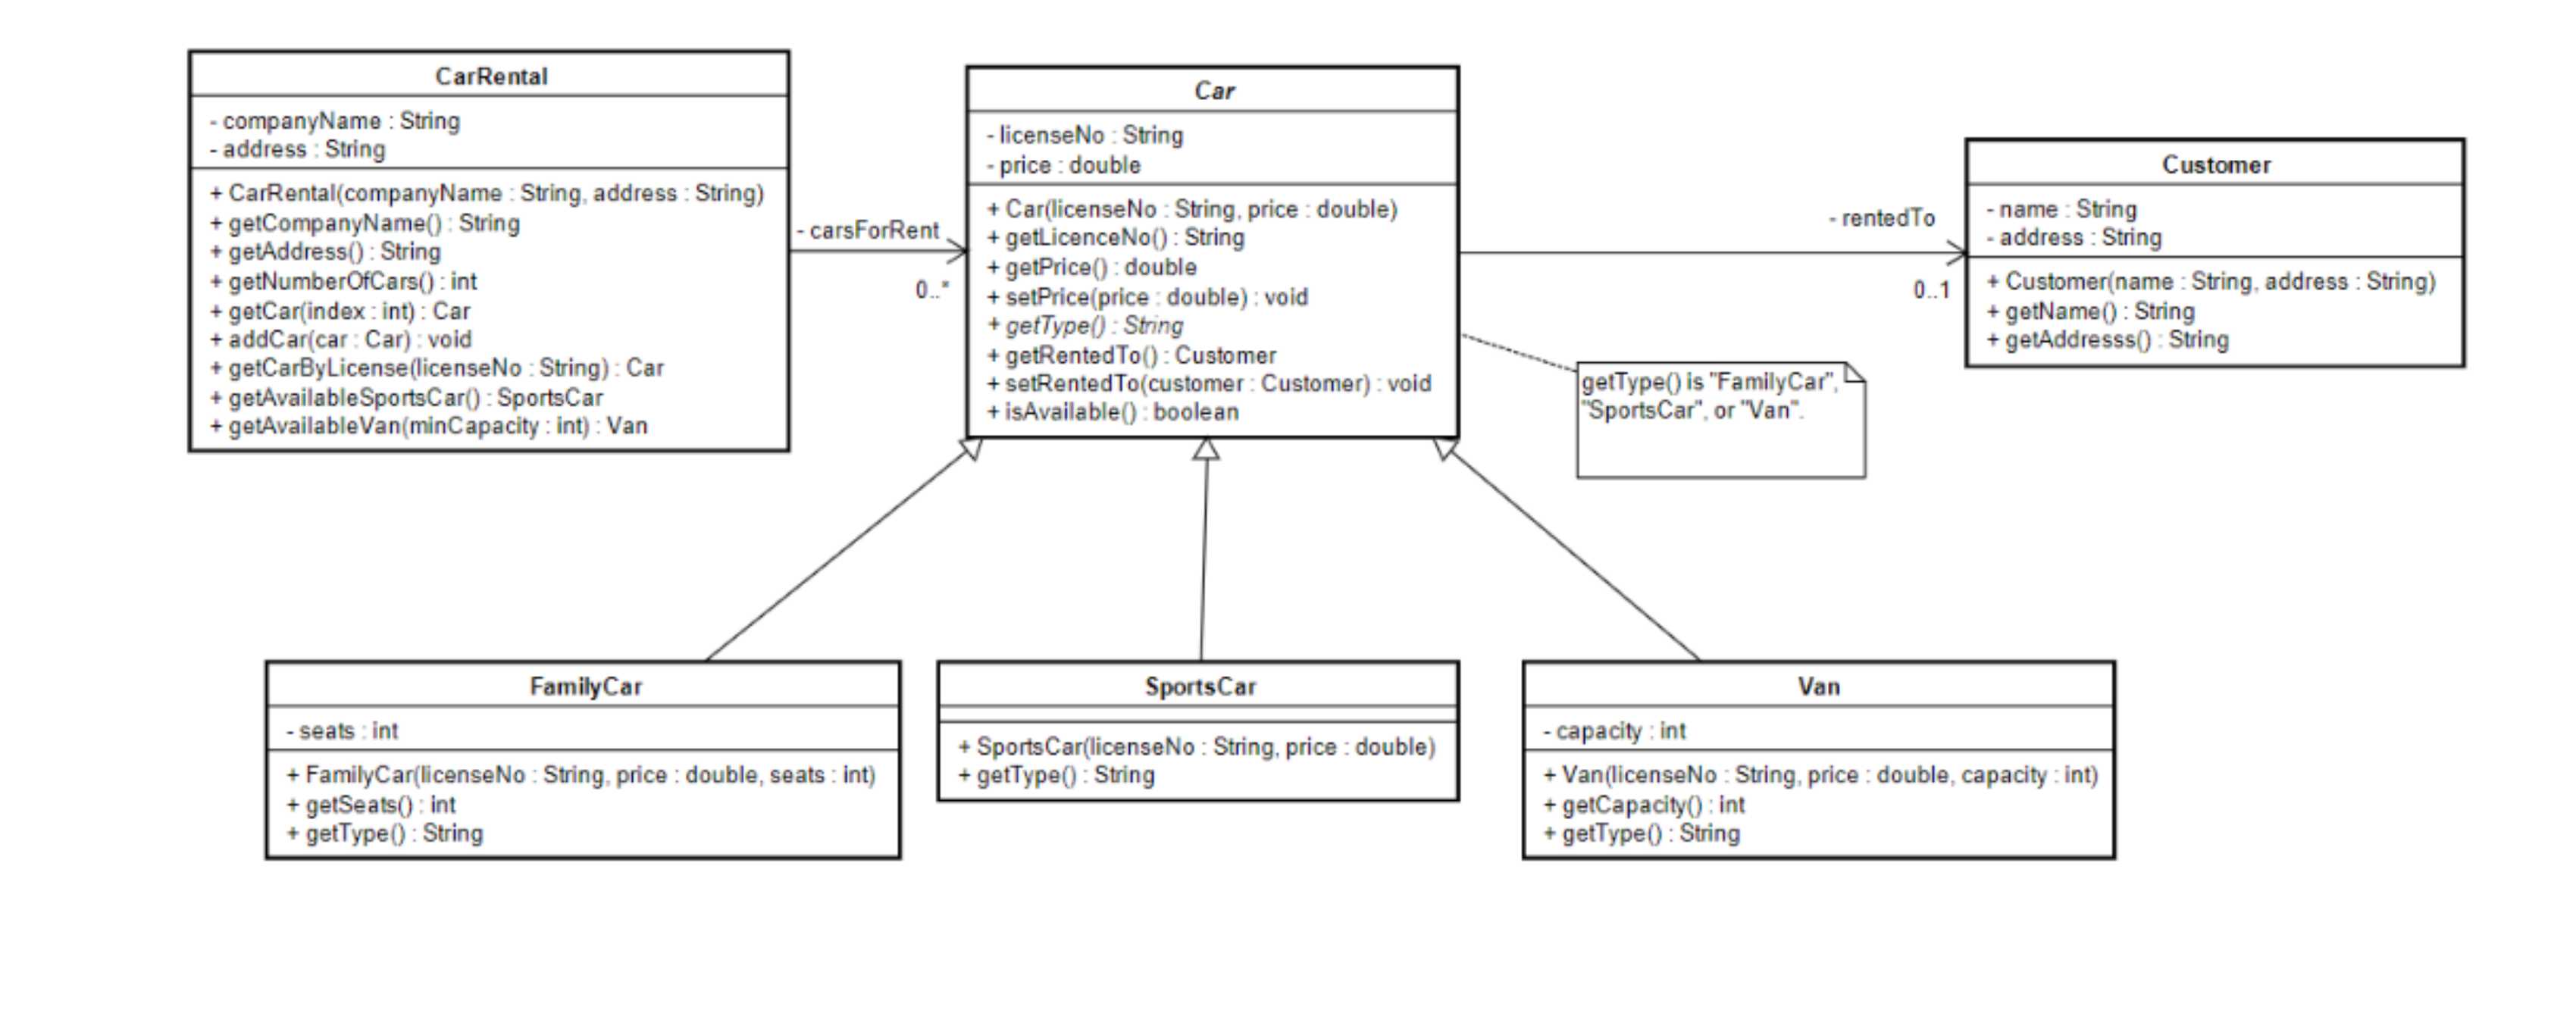 CarRental
- companyName : String
- address : String
+ CarRental(companyName : String, address : String)
+ getCompanyName() : String
+ getAddress() : String
+ getNumberOfCars() : int
+ getCar(index : int) : Car
+ addCar(car : Car) : void
+ getCarByLicense(licenseNo : String) : Car
+ getAvailableSportsCar() : SportsCar
+ getAvailableVan(minCapacity : int) : Van
- carsForRent
0..*
Car
- licenseNo : String
- price : double
+ Car(licenseNo : String, price : double)
+ getLicenceNo() : String
+ getPrice() : double
+ setPrice(price : double) : void
+ getType() : String
+ getRentedTo() : Customer
+ setRentedTo(customer : Customer) : void
+ isAvailable() : boolean
- rentedTo
0..1
Customer
- name : String
- address : String
+ Customer(name : String, address : String)
+ getName() : String
+ getAddresss() : String
getType() is "FamilyCar",
"SportsCar", or "Van".
FamilyCar
- seats : int
+ FamilyCar(licenseNo : String, price : double, seats : int)
+ getSeats() : int
+ getType() : String
SportsCar
+ SportsCar(licenseNo : String, price : double)
+ getType() : String
Van
- capacity : int
+ Van(licenseNo : String, price : double, capacity : int)
+ getCapacity() : int
+ getType() : String